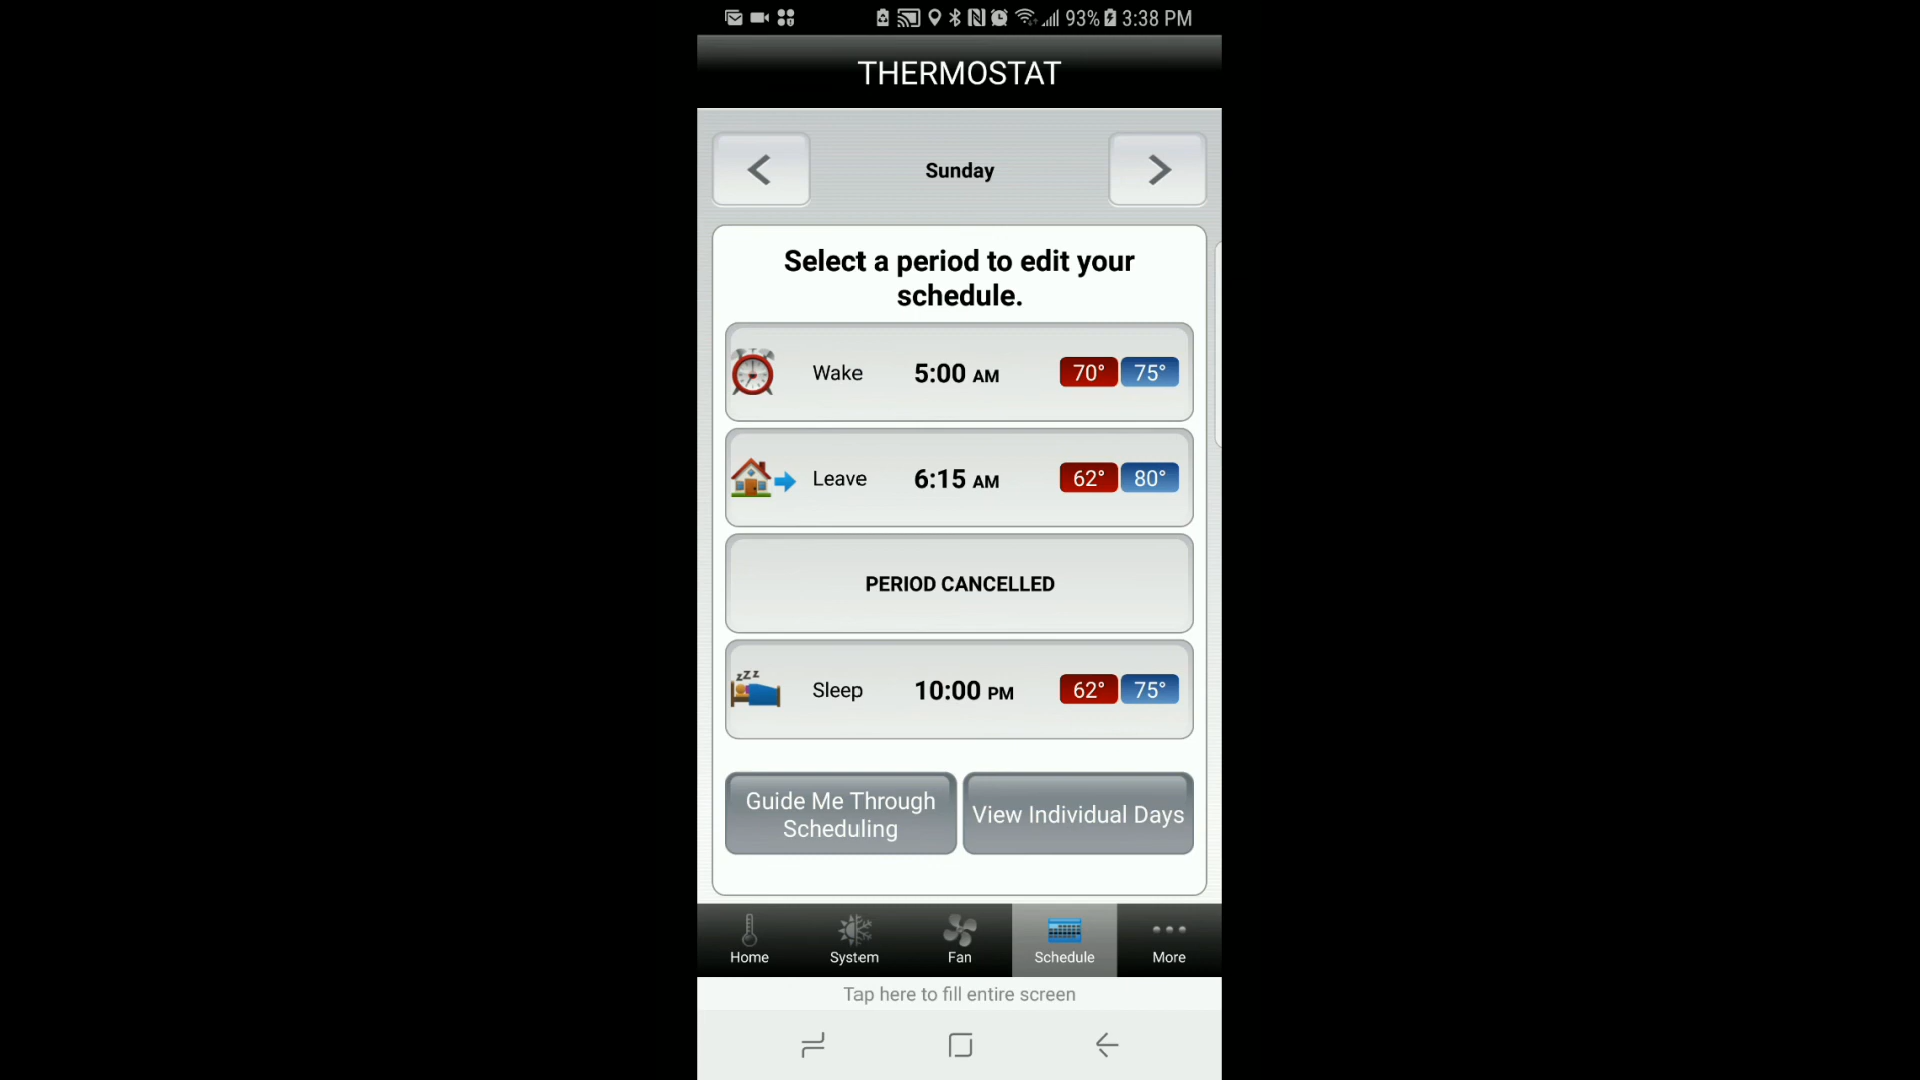 93% 3:38 PM
THERMOSTAT
Sunday
Select a period to edit your
schedule.
Wake 5:00 AM 70° 75°
Leave 6:15 AM 62° 80°
PERIOD CANCELLED
zzz
Sleep 10:00 PM 62° 75°
Guide Me Through
Scheduling
View Individual Days
Home System Fan Schedule More
Tap here to fill entire screen